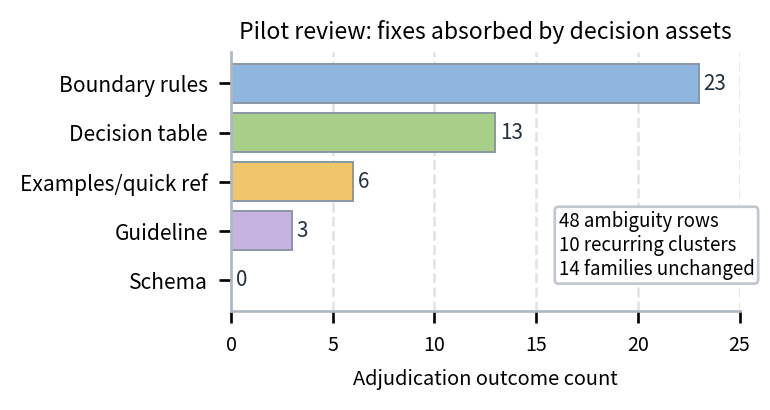 Pilot review: fixes absorbed by decision assets
Boundary rules
23
Decision table
13
Examples/quick ref
6
Guideline
3
Schema
0
48 ambiguity rows
10 recurring clusters
14 families unchanged
0 5 10 15 20 25
Adjudication outcome count